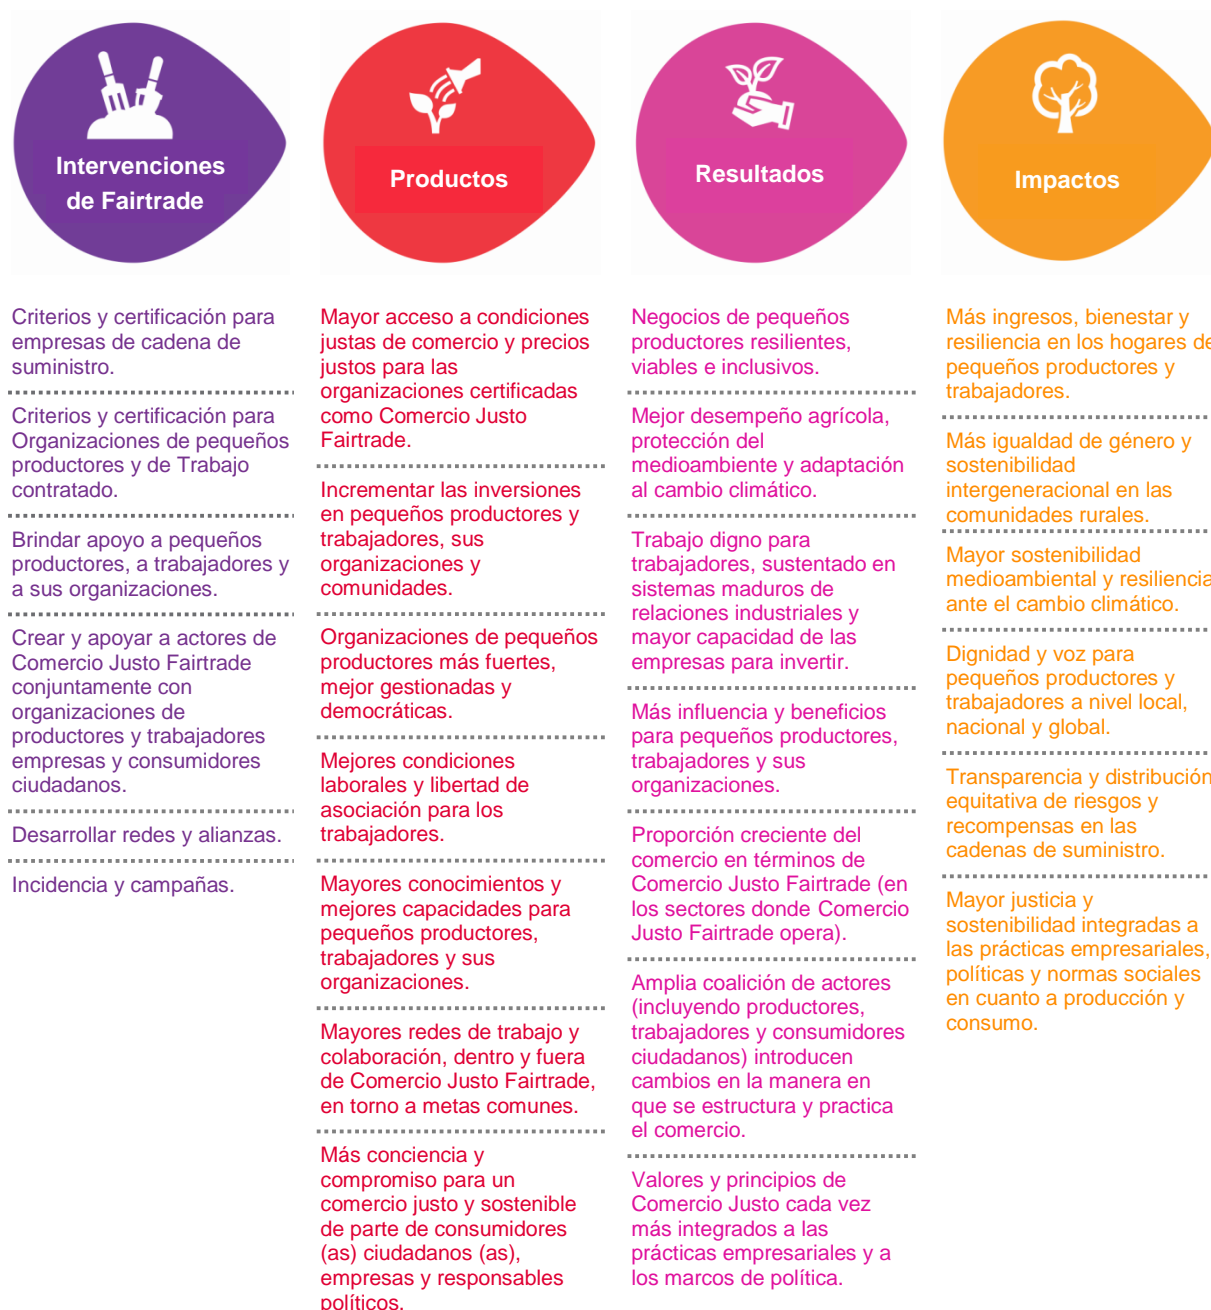 Intervenciones
de Fairtrade
Criterios y certificación para
empresas de cadena de
suministro.
Criterios y certificación para
Organizaciones de pequeños
productores y de Trabajo
contratado.
Brindar apoyo a pequeños
productores, a trabajadores y
a sus organizaciones.
Crear y apoyar a actores de
Comercio Justo Fairtrade
conjuntamente con
organizaciones de
productores y trabajadores
empresas y consumidores
ciudadanos.
Desarrollar redes y alianzas.
Incidencia y campañas.
Productos
Mayor acceso a condiciones
justas de comercio y precios
justos para las
organizaciones certificadas
como Comercio Justo
Fairtrade.
Incrementar las inversiones
en pequeños productores y
trabajadores, sus
organizaciones y
comunidades.
Organizaciones de pequeños
productores más fuertes,
mejor gestionadas y
democráticas.
Mejores condiciones
laborales y libertad de
asociación para los
trabajadores.
Mayores conocimientos y
mejores capacidades para
pequeños productores,
trabajadores y sus
organizaciones.
Mayores redes de trabajo y
colaboración, dentro y fuera
de Comercio Justo Fairtrade,
en torno a metas comunes.
Más conciencia y
compromiso para un
comercio justo y sostenible
de parte de consumidores
(as) ciudadanos (as),
empresas y responsables
políticos.
Resultados
Negocios de pequeños
productores resilientes,
viables e inclusivos.
Mejor desempeño agrícola,
protección del
medioambiente y adaptación
al cambio climático.
Trabajo digno para
trabajadores, sustentado en
sistemas maduros de
relaciones industriales y
mayor capacidad de las
empresas para invertir.
Más influencia y beneficios
para pequeños productores,
trabajadores y sus
organizaciones.
Proporción creciente del
comercio en términos de
Comercio Justo Fairtrade (en
los sectores donde Comercio
Justo Fairtrade opera).
Amplia coalición de actores
(incluyendo productores,
trabajadores y consumidores
ciudadanos) introducen
cambios en la manera en
que se estructura y practica
el comercio.
Valores y principios de
Comercio Justo cada vez
más integrados a las
prácticas empresariales y a
los marcos de política.
Impactos
Más ingresos, bienestar y
resiliencia en los hogares de
pequeños productores y
trabajadores.
Más igualdad de género y
sostenibilidad
intergeneracional en las
comunidades rurales.
Mayor sostenibilidad
medioambiental y resiliencia
ante el cambio climático.
Dignidad y voz para
pequeños productores y
trabajadores a nivel local,
nacional y global.
Transparencia y distribución
equitativa de riesgos y
recompensas en las
cadenas de suministro.
Mayor justicia y
sostenibilidad integradas a
las prácticas empresariales,
políticas y normas sociales
en cuanto a producción y
consumo.